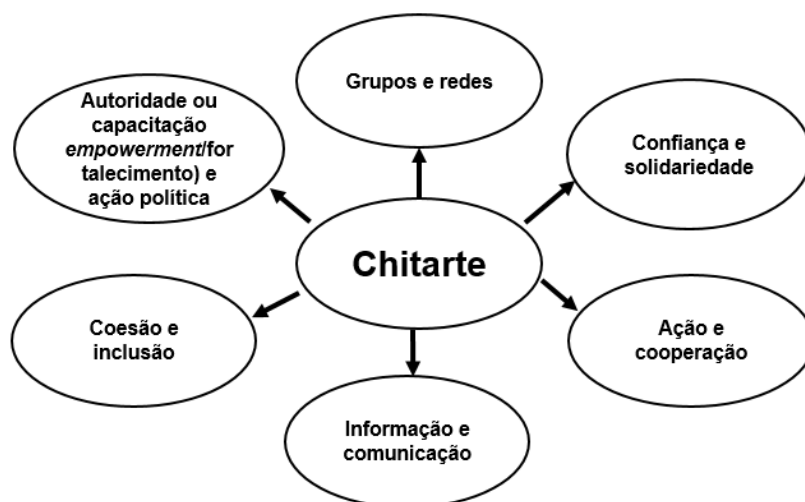 Grupos e redes
Autoridade ou
capacitação
empowerment/for
talecimento) e
ação política
Confiança e
solidariedade
Chitarte
Coesão e
inclusão
Ação e
cooperação
Informação e
comunicação